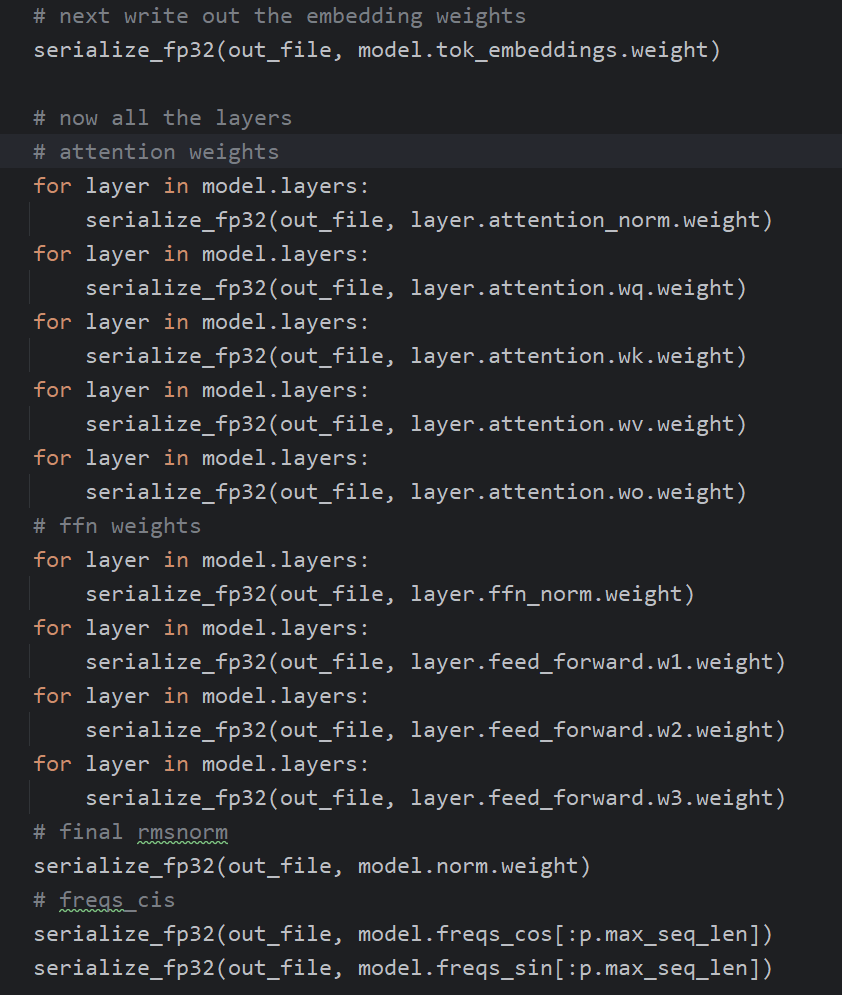 # next write out the embedding weights
serialize_fp32(out_file, model.tok_embeddings.weight)

# now all the layers
# attention weights
for layer in model.layers:
    serialize_fp32(out_file, layer.attention_norm.weight)
for layer in model.layers:
    serialize_fp32(out_file, layer.attention.wq.weight)
for layer in model.layers:
    serialize_fp32(out_file, layer.attention.wk.weight)
for layer in model.layers:
    serialize_fp32(out_file, layer.attention.wv.weight)
for layer in model.layers:
    serialize_fp32(out_file, layer.attention.wo.weight)
# ffn weights
for layer in model.layers:
    serialize_fp32(out_file, layer.ffn_norm.weight)
for layer in model.layers:
    serialize_fp32(out_file, layer.feed_forward.w1.weight)
for layer in model.layers:
    serialize_fp32(out_file, layer.feed_forward.w2.weight)
for layer in model.layers:
    serialize_fp32(out_file, layer.feed_forward.w3.weight)
# final rmsnorm
serialize_fp32(out_file, model.norm.weight)
# freqs_cis
serialize_fp32(out_file, model.freqs_cos[:p.max_seq_len])
serialize_fp32(out_file, model.freqs_sin[:p.max_seq_len])